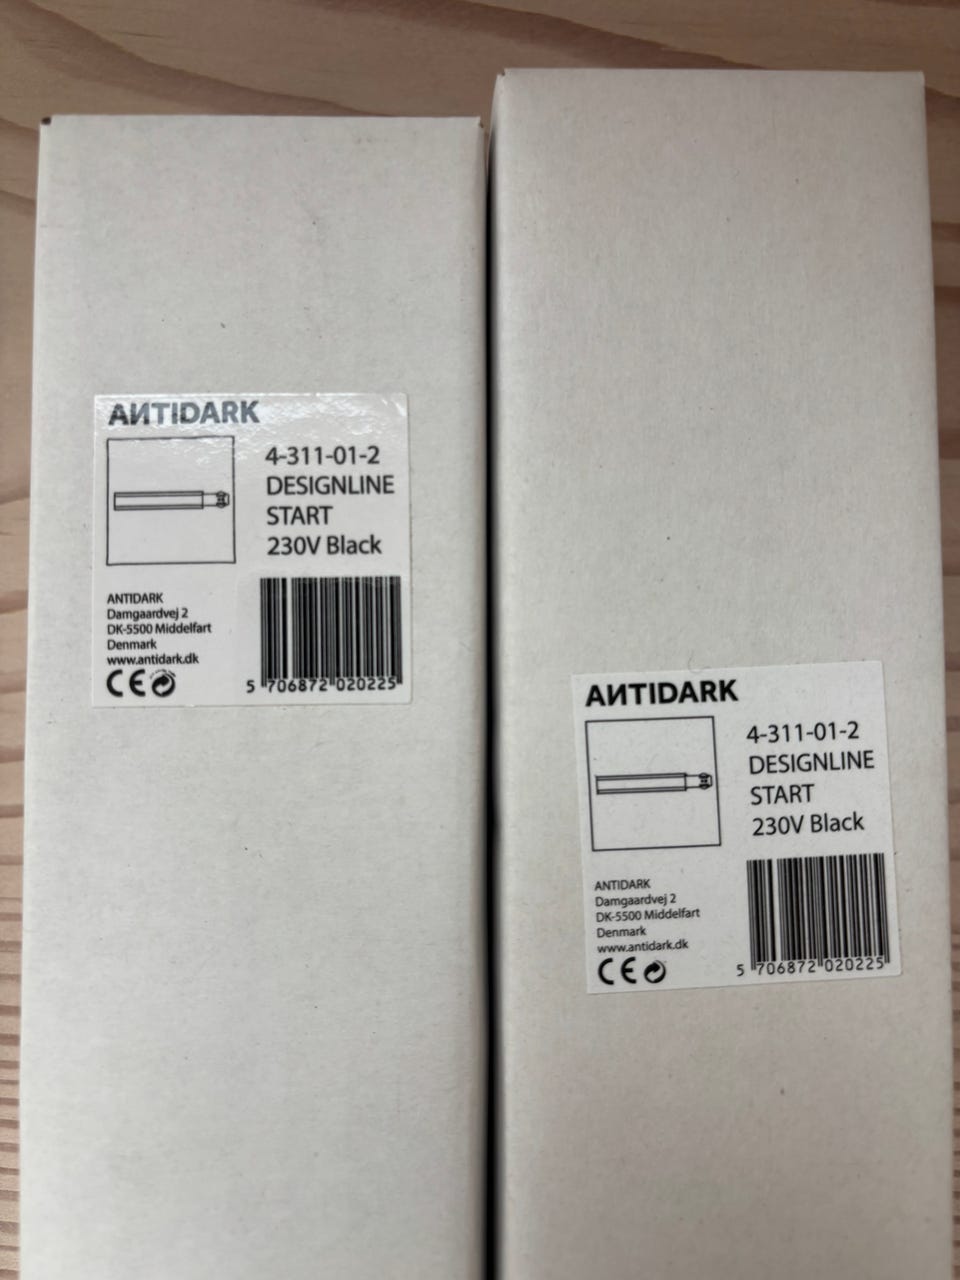 AИTIDARK
4-311-01-2
DESIGNLINE
START
230V Black
ANTIDARK
Damgaardvej 2
DK-5500 Middelfart
Denmark
www.antidark.dk
CE
5 706872 020225
AИTIDARK
4-311-01-2
DESIGNLINE
START
230V Black
ANTIDARK
Damgaardvej 2
DK-5500 Middelfart
Denmark
www.antidark.dk
CE
5 706872 020225